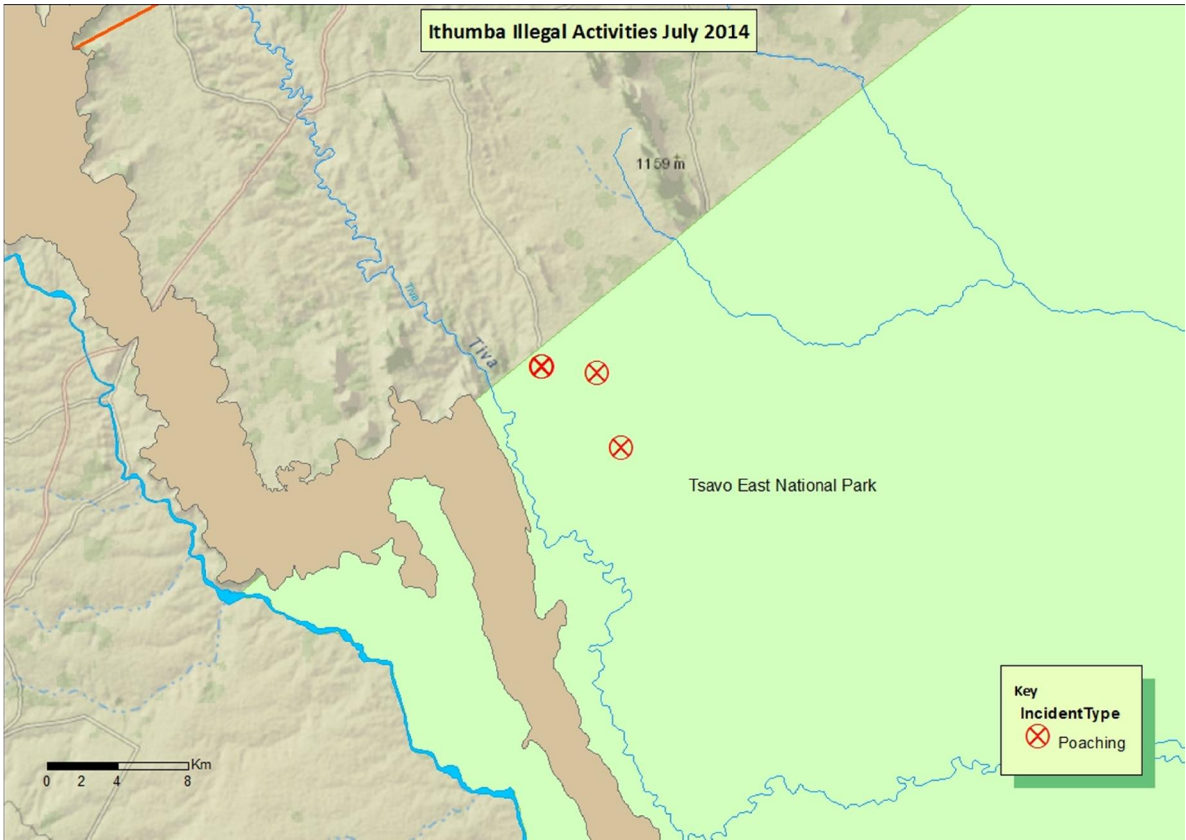 Ithumba Illegal Activities July 2014
1159 m
Tiva
Tiva
Tsavo East National Park
Key
IncidentType
Poaching
Km
0 2 4 8